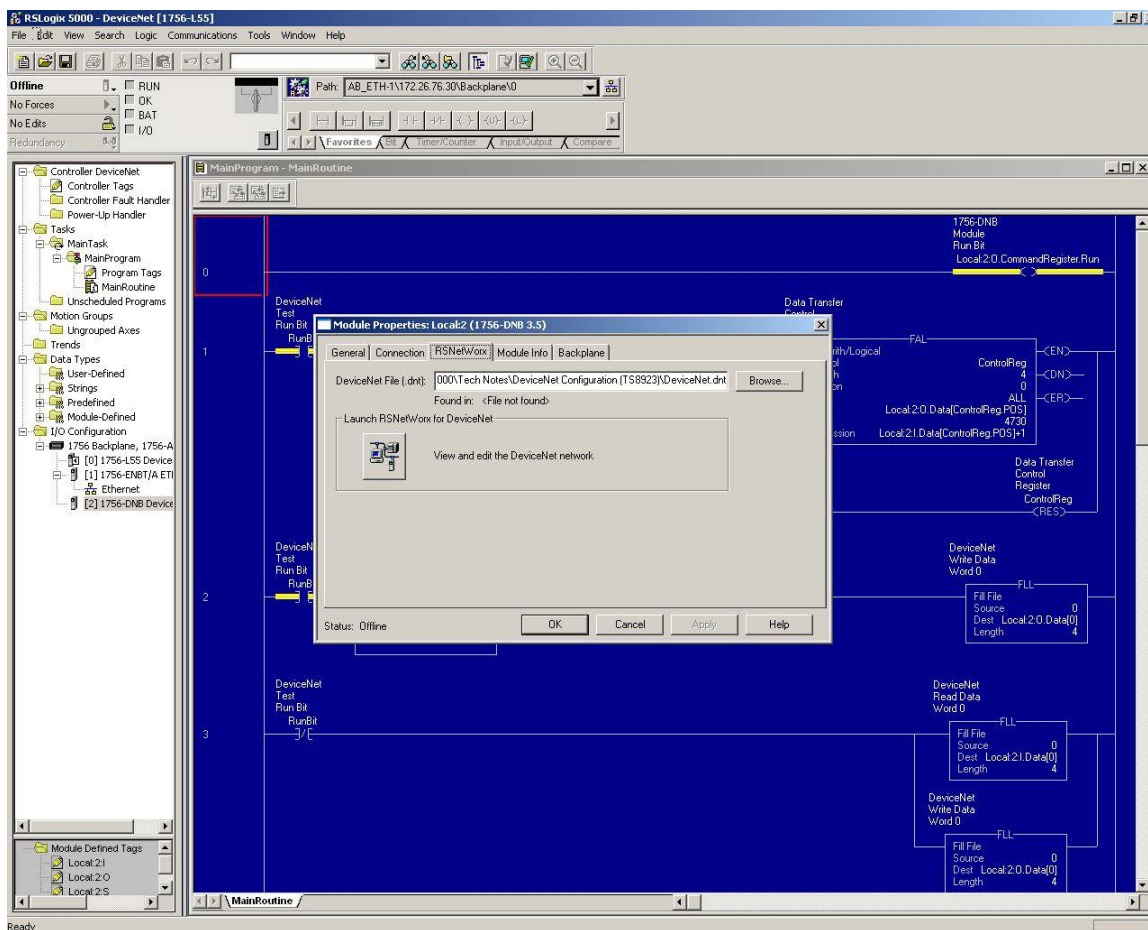 RSLogix 5000 - DeviceNet [1756-L55]
File Edit View Search Logic Communications Tools Window Help
Offline
RUN
No Forces
OK
No Edits
BAT
Redundancy
I/O
Path: AB_ETH-1\172.26.76.30\Backplane\0
Favorites Bit Timer/Counter Input/Output Compare
Controller DeviceNet
Controller Tags
Controller Fault Handler
Power-Up Handler
Tasks
MainTask
MainProgram
Program Tags
MainRoutine
Unscheduled Programs
Motion Groups
Ungrouped Axes
Trends
Data Types
User-Defined
Strings
Predefined
Module-Defined
I/O Configuration
1756 Backplane, 1756-A
[0] 1756-L55 Device
[1] 1756-ENBT/A ETI
Ethernet
[2] 1756-DNB Device
Module Defined Tags
Local:2:I
Local:2:O
Local:2:S
MainProgram - MainRoutine
0
1756-DNB
Module
Run Bit
Local:2:O.CommandRegister.Run
1
DeviceNet
Test
Run Bit
RunB
Data Transfer
Control
FAL
ith/Logical
ControlReg
4
0
ALL
Local:2:O.Data[ControlReg.POS]
4730
ssion Local:2:I.Data[ControlReg.POS]+1
(EN)
(DN)
(ER)
Data Transfer
Control
Register
ControlReg
(RES)
2
DeviceN
Test
Run Bit
RunB
DeviceNet
Write Data
Word 0
FLL
Fill File
Source 0
Dest Local:2:O.Data[0]
Length 4
3
DeviceNet
Test
Run Bit
RunBit
DeviceNet
Read Data
Word 0
FLL
Fill File
Source 0
Dest Local:2:I.Data[0]
Length 4
DeviceNet
Write Data
Word 0
FLL
Fill File
Source 0
Dest Local:2:O.Data[0]
Length 4
Module Properties: Local:2 (1756-DNB 3.5)
General Connection RSNetWorx Module Info Backplane
DeviceNet File (.dnt): 000\Tech Notes\DeviceNet Configuration (TS8923)\DeviceNet.dnt Browse...
Found in: <File not found>
Launch RSNetWorx for DeviceNet
View and edit the DeviceNet network
Status: Offline
OK Cancel Apply Help
MainRoutine
Ready